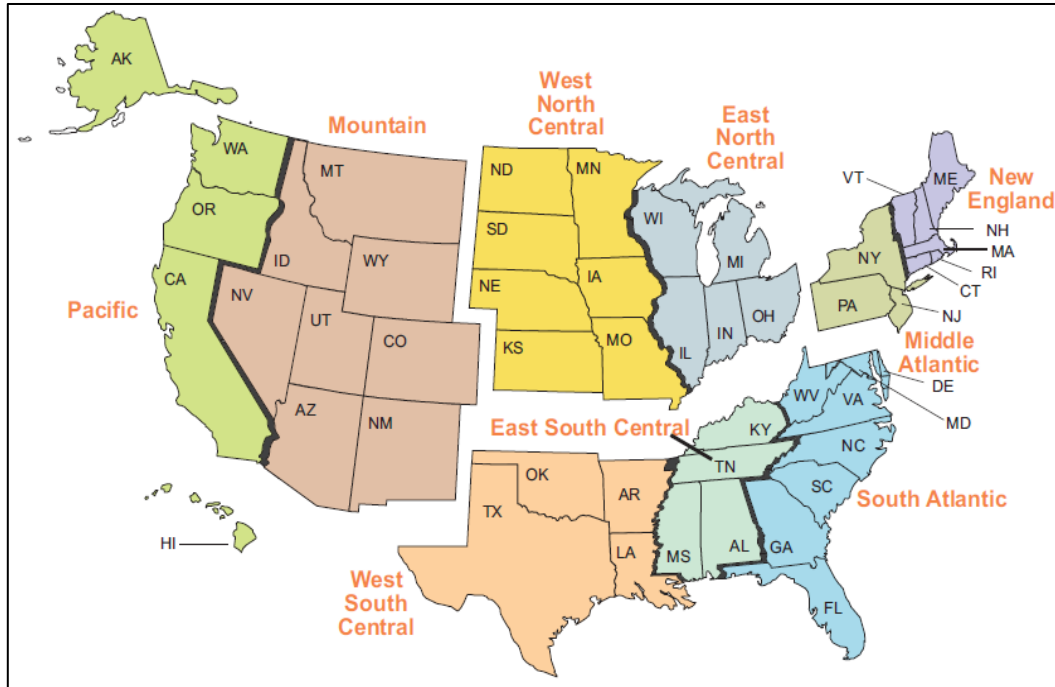 AK
WA
OR
CA
Pacific
HI
Mountain
MT
ID
WY
NV
UT
CO
AZ
NM
West
North
Central
ND
MN
SD
IA
NE
KS
MO
East
North
Central
WI
MI
IL
IN
OH
New
England
VT
ME
NH
MA
RI
CT
NY
PA
NJ
Middle
Atlantic
East South Central
KY
TN
MS
AL
DE
MD
WV
VA
NC
SC
GA
FL
South Atlantic
OK
TX
AR
LA
West
South
Central